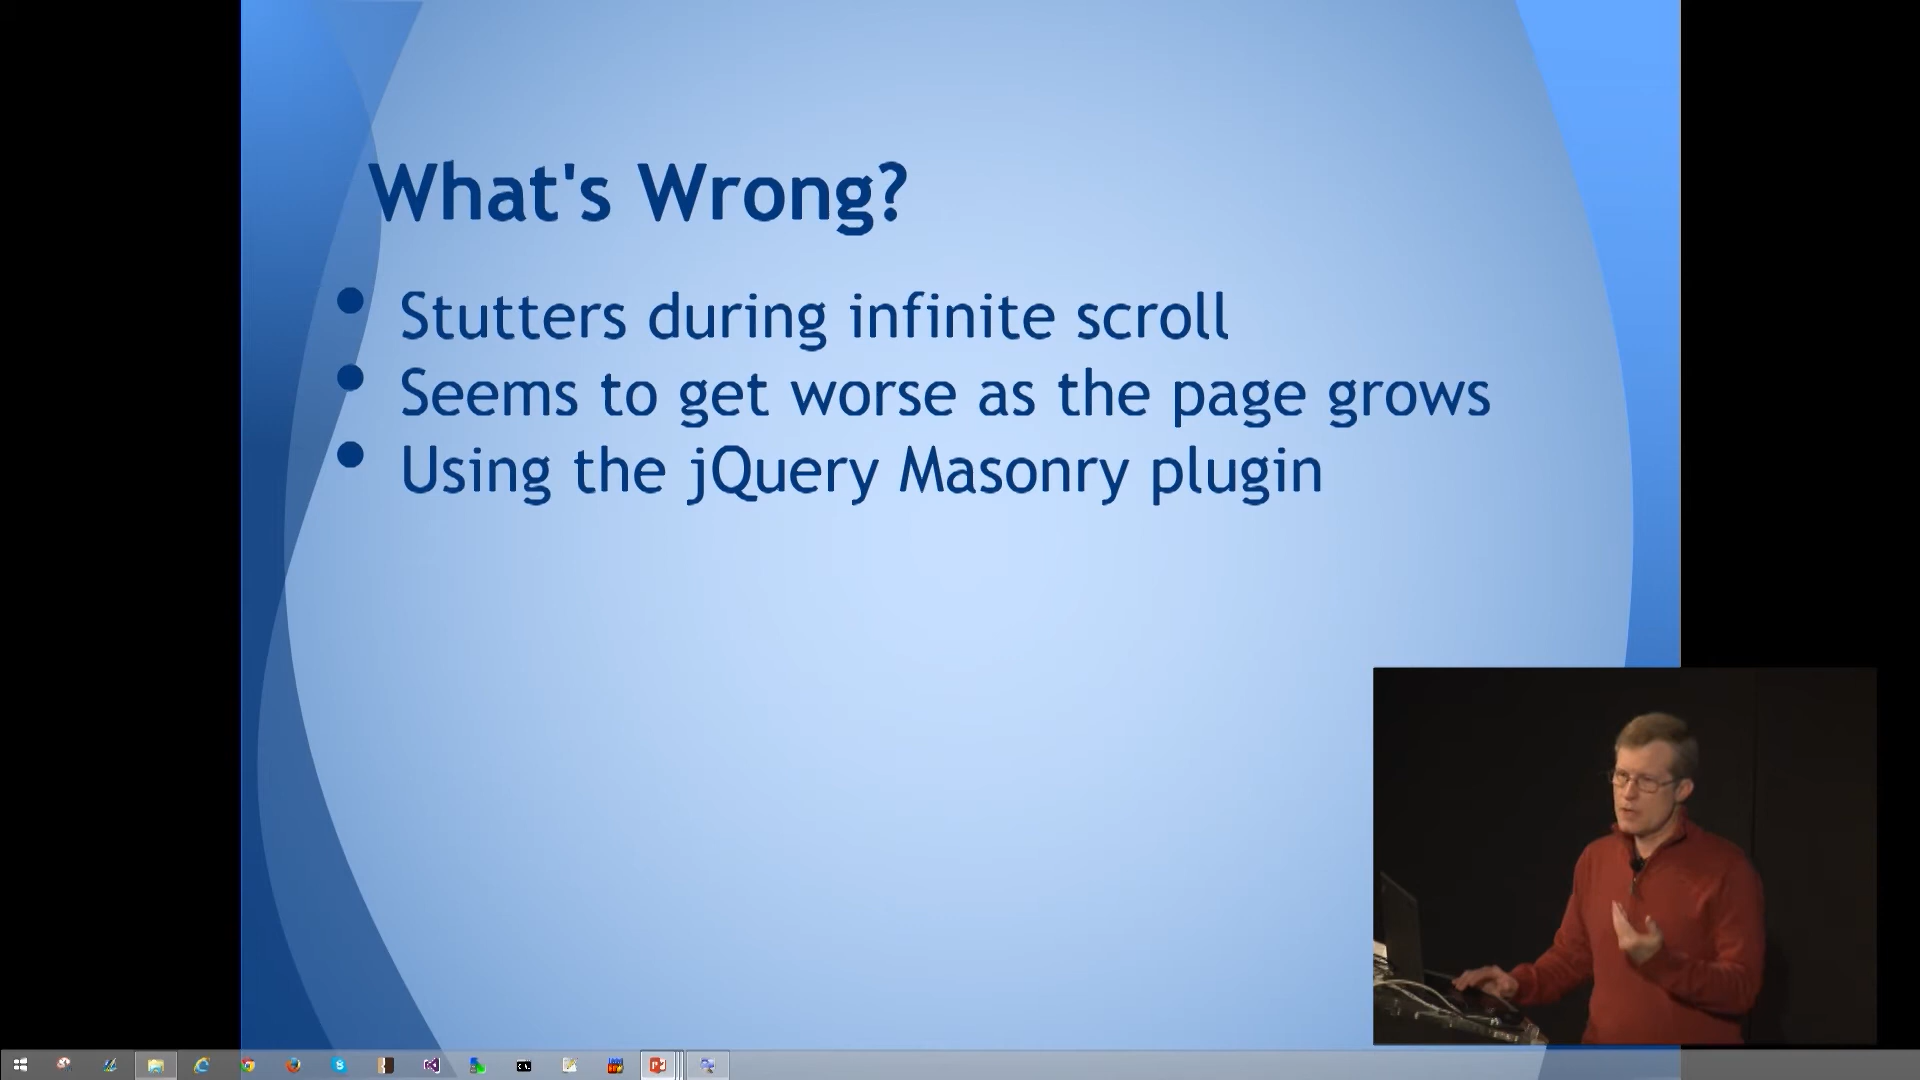 What's Wrong?
Stutters during infinite scroll
Seems to get worse as the page grows
Using the jQuery Masonry plugin